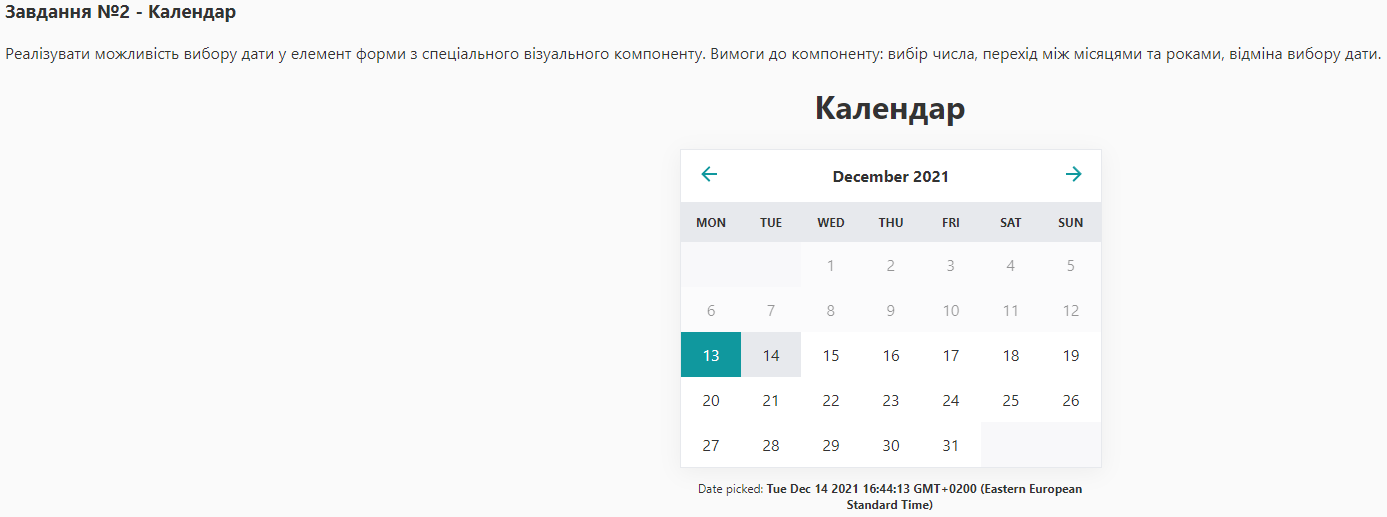 Завдання №2 - Календар
Реалізувати можливість вибору дати у елемент форми з спеціального візуального компоненту. Вимоги до компоненту: вибір числа, перехід між місяцями та роками, відміна вибору дати.
Календар
December 2021
MON TUE WED THU FRI SAT SUN
1 2 3 4 5
6 7 8 9 10 11 12
13 14 15 16 17 18 19
20 21 22 23 24 25 26
27 28 29 30 31
Date picked: Tue Dec 14 2021 16:44:13 GMT+0200 (Eastern European
Standard Time)